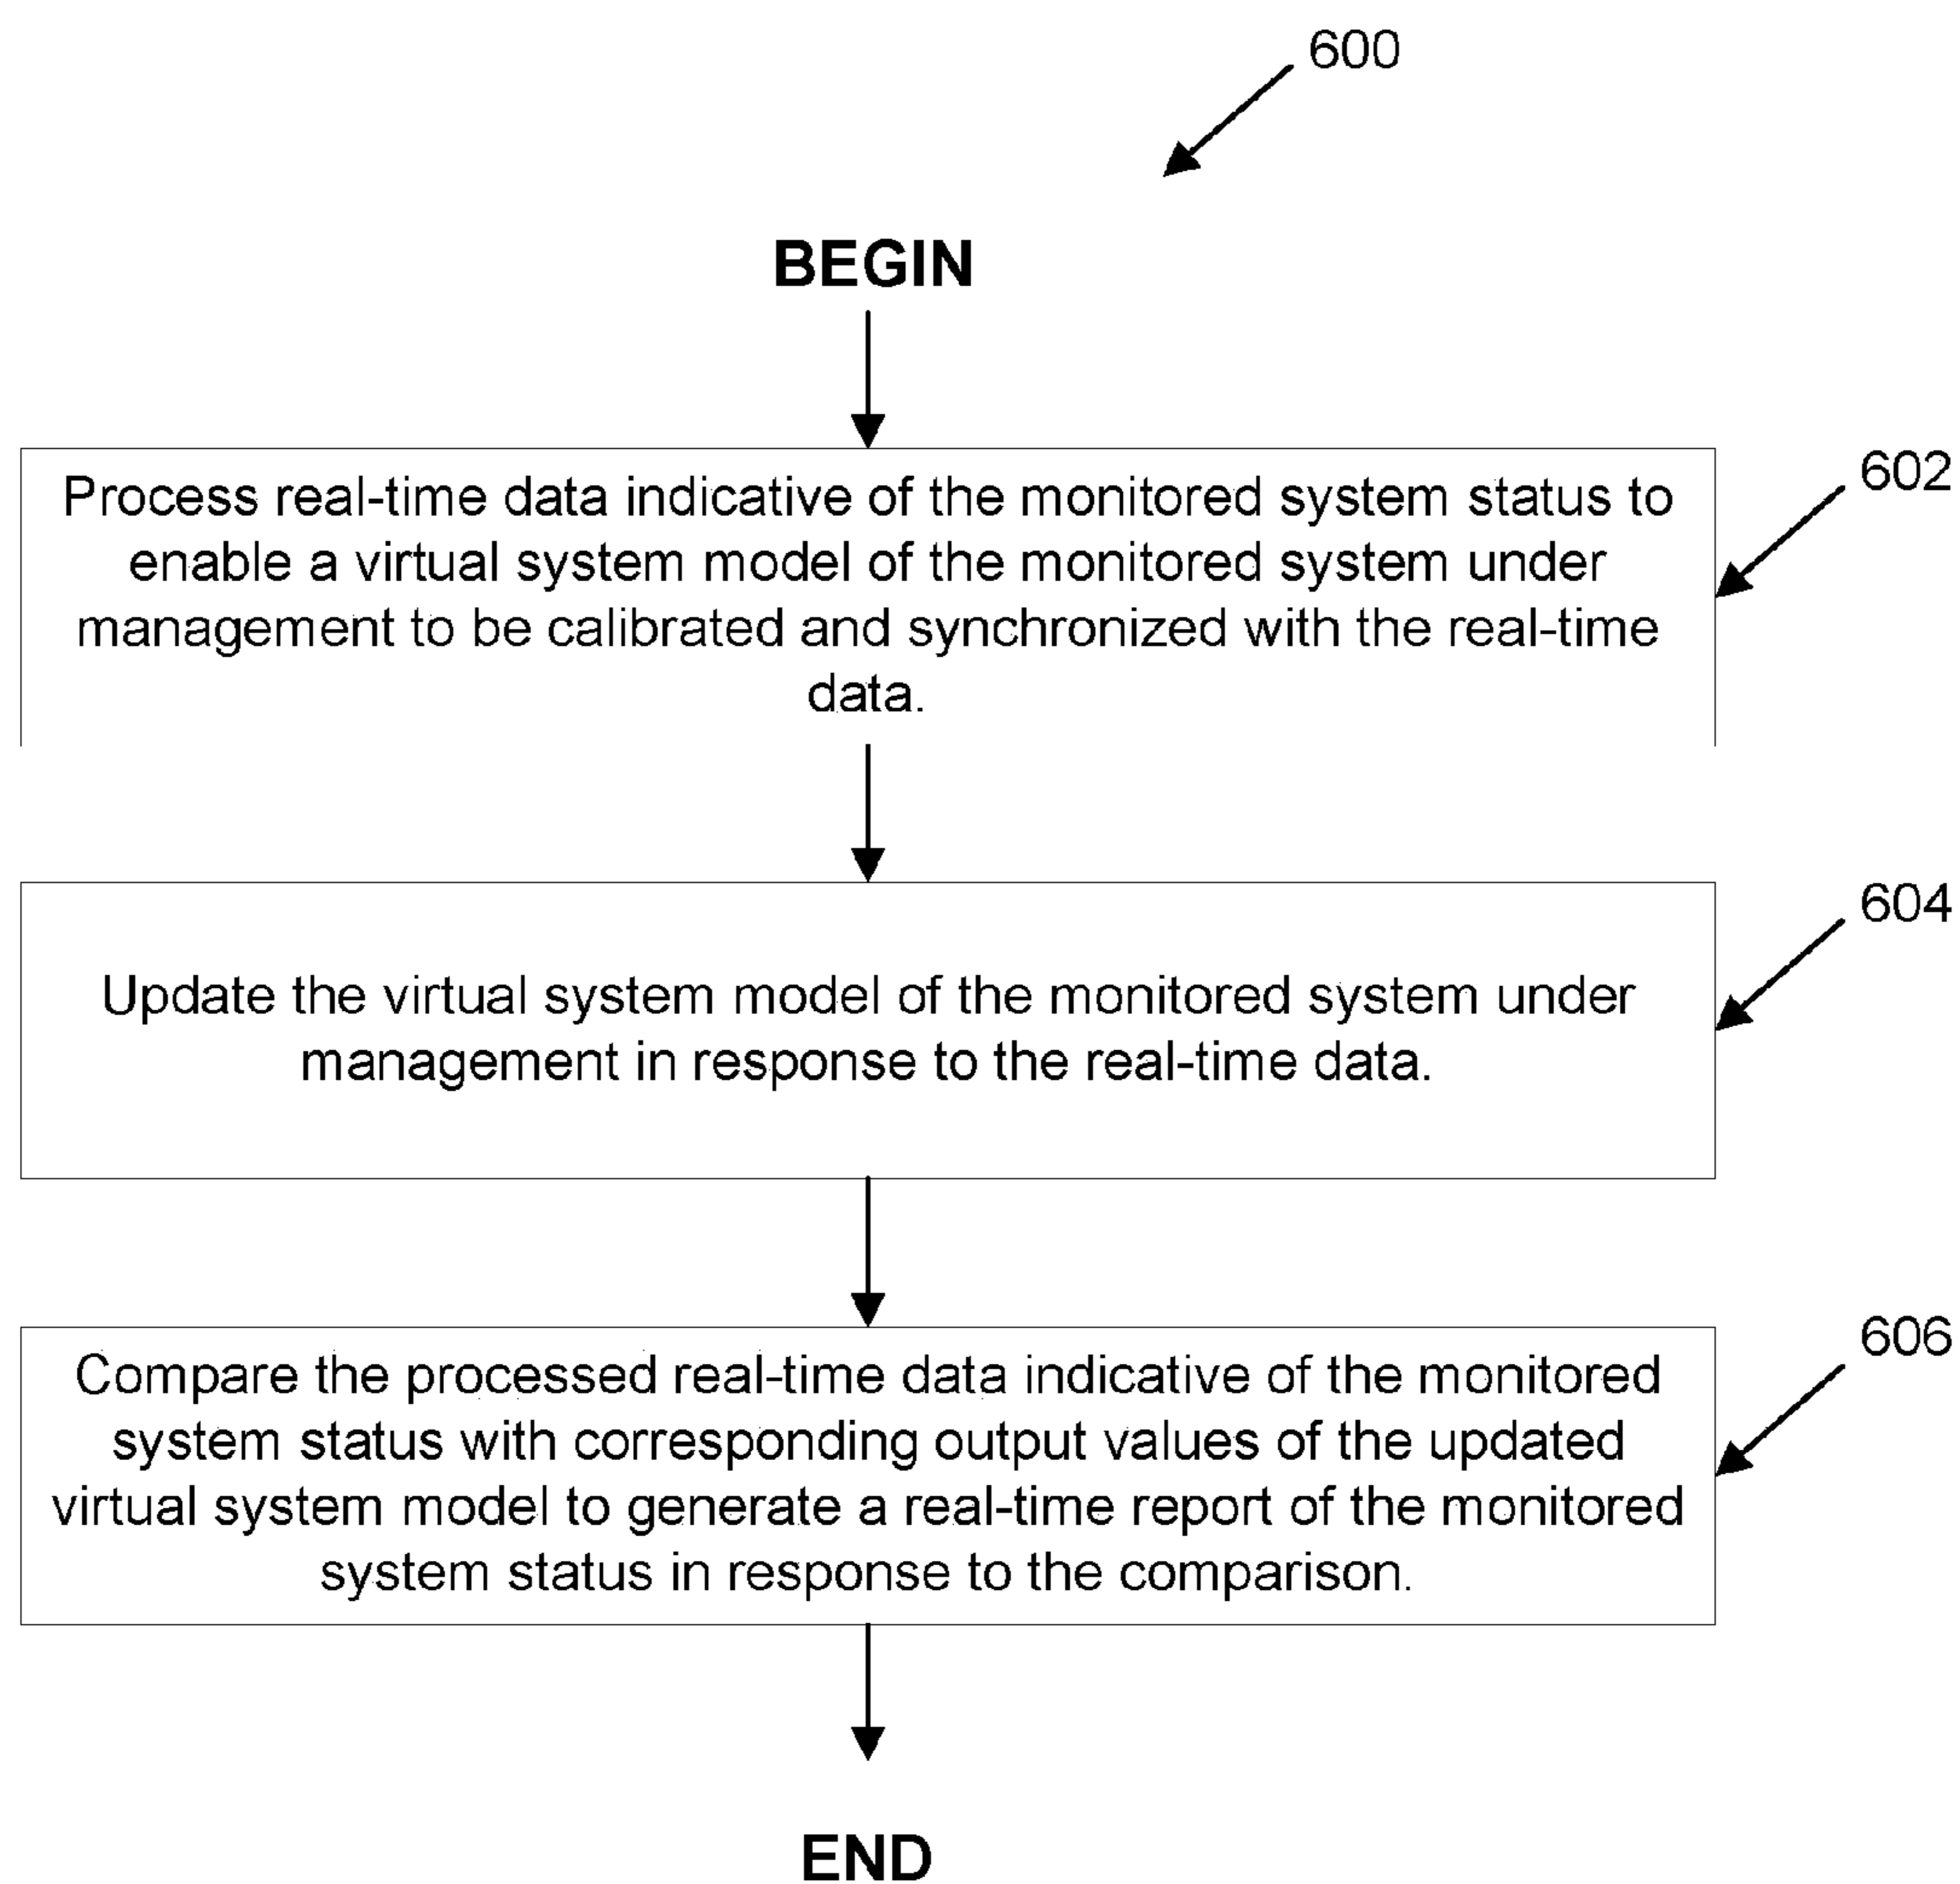 600
BEGIN
602
Process real-time data indicative of the monitored system status to
enable a virtual system model of the monitored system under
management to be calibrated and synchronized with the real-time
data.
604
Update the virtual system model of the monitored system under
management in response to the real-time data.
606
Compare the processed real-time data indicative of the monitored
system status with corresponding output values of the updated
virtual system model to generate a real-time report of the monitored
system status in response to the comparison.
END